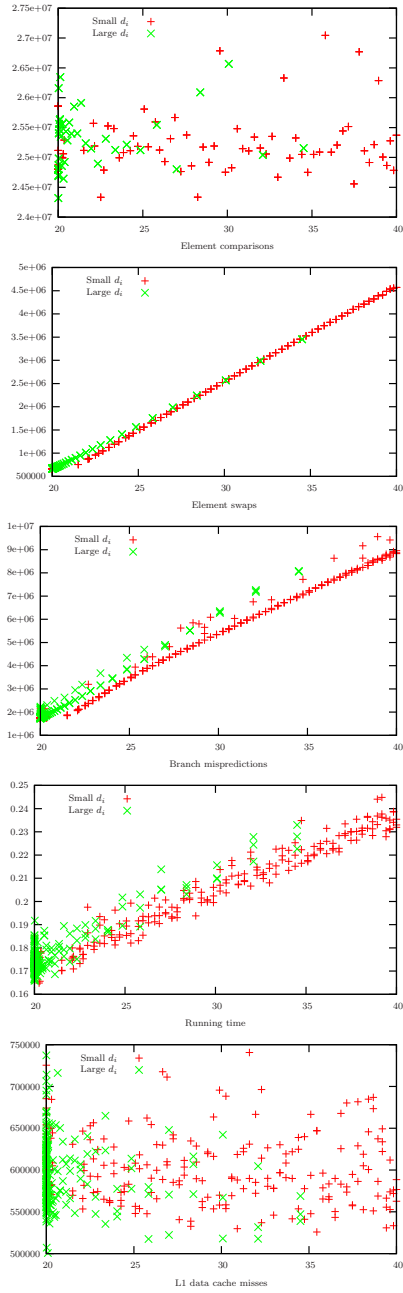 2.75e+07
2.7e+07
2.65e+07
2.6e+07
2.55e+07
2.5e+07
2.45e+07
2.4e+07
Small d_i
Large d_i
20 25 30 35 40
Element comparisons
5e+06
4.5e+06
4e+06
3.5e+06
3e+06
2.5e+06
2e+06
1.5e+06
1e+06
500000
Small d_i
Large d_i
20 25 30 35 40
Element swaps
1e+07
9e+06
8e+06
7e+06
6e+06
5e+06
4e+06
3e+06
2e+06
1e+06
Small d_i
Large d_i
20 25 30 35 40
Branch mispredictions
0.25
0.24
0.23
0.22
0.21
0.2
0.19
0.18
0.17
0.16
Small d_i
Large d_i
20 25 30 35 40
Running time
750000
700000
650000
600000
550000
500000
Small d_i
Large d_i
20 25 30 35 40
L1 data cache misses